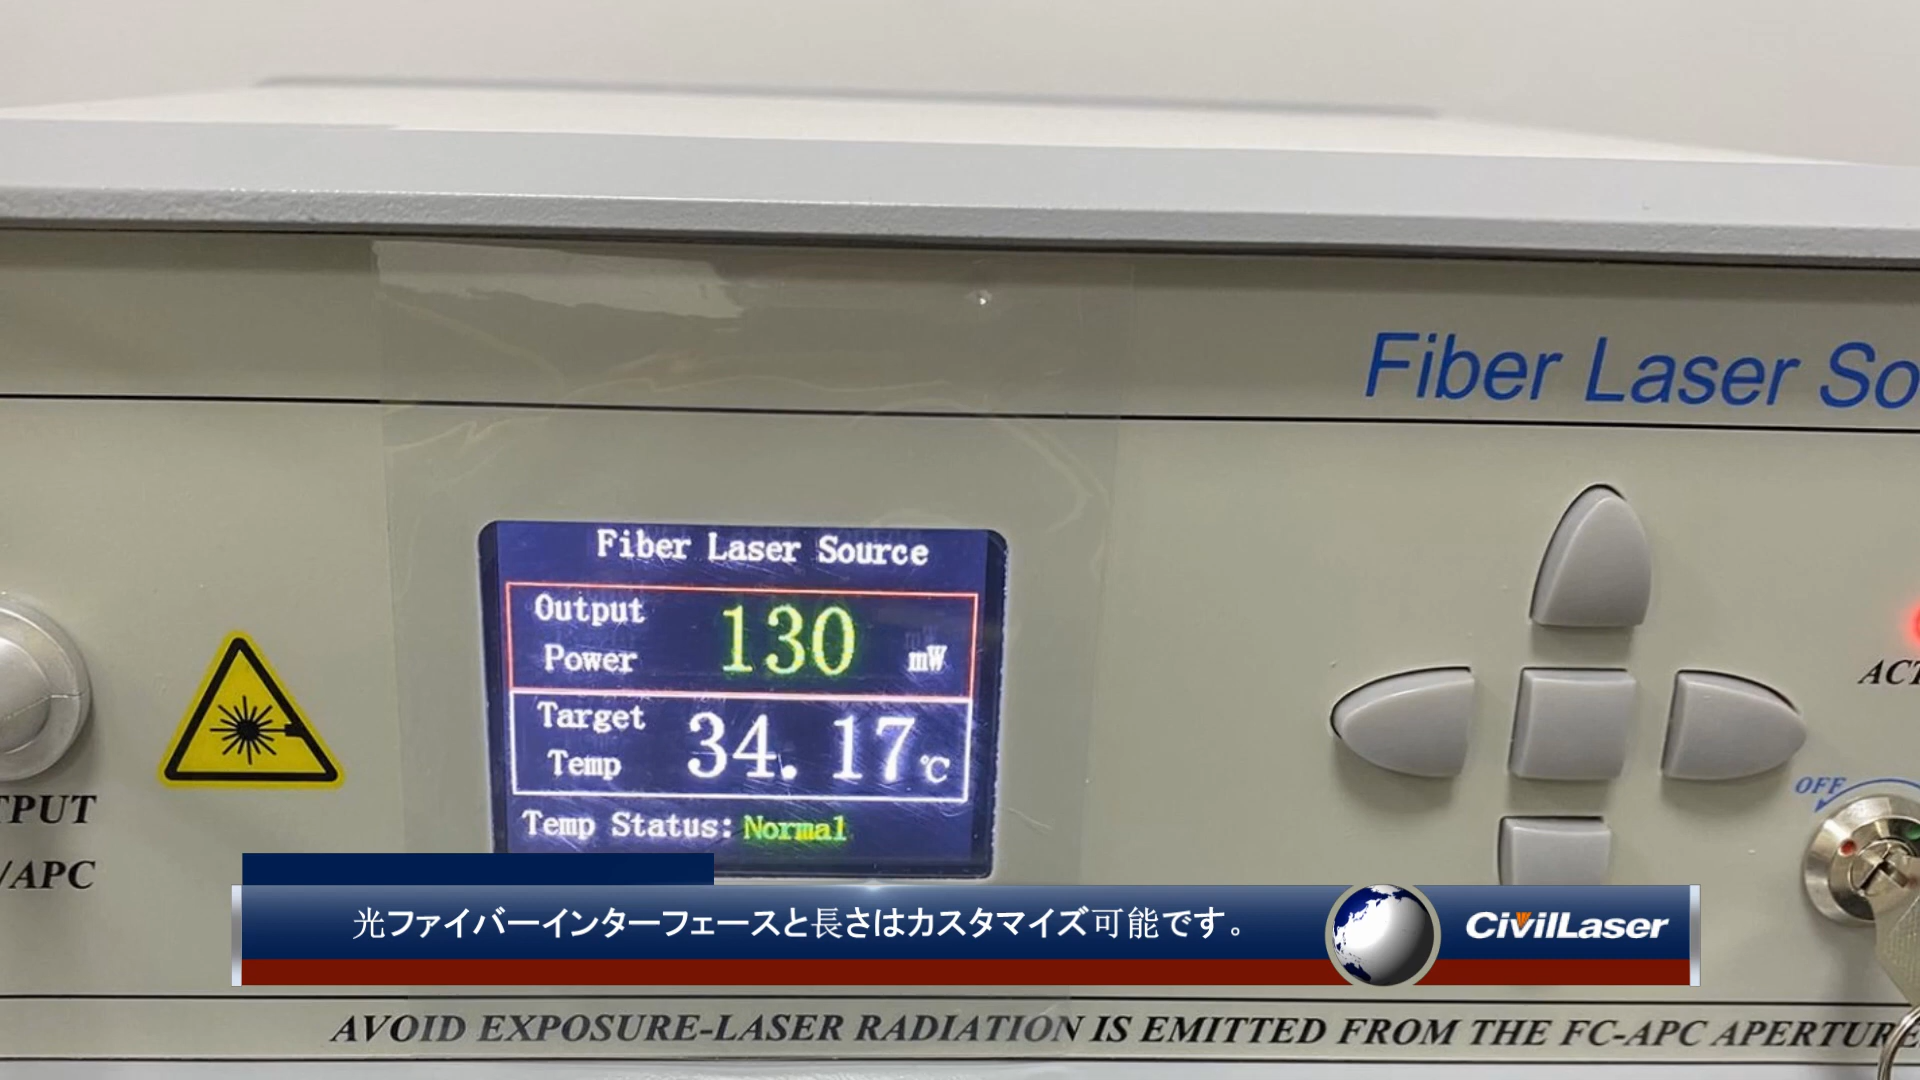 Fiber Laser So
Fiber Laser Source
Output
Power
130
mW
Target
Temp
34.17
℃
Temp Status: Normal
ACT
OFF
TPUT
/APC
光ファイバーインターフェースと長さはカスタマイズ可能です。
CivilLaser
AVOID EXPOSURE-LASER RADIATION IS EMITTED FROM THE FC-APC APERTURE